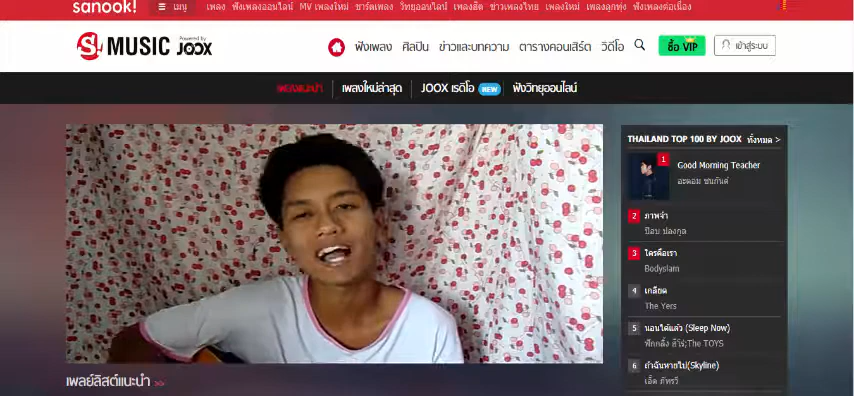 sanook!
เมนู
เพลง ฟังเพลงออนไลน์ MV เพลงใหม่ ชาร์ตเพลง วิทยุออนไลน์ เพลงฮิต ข่าวเพลงไทย เพลงใหม่ เพลงลูกทุ่ง ฟังเพลงต่อเนื่อง
S! MUSIC Powered by JOOX
ฟังเพลง ศิลปิน ข่าวและบทความ ตารางคอนเสิร์ต วิดีโอ ซื้อ VIP เข้าสู่ระบบ
เพลงแนะนำ เพลงใหม่ล่าสุด JOOX เรดิโอ NEW ฟังวิทยุออนไลน์
THAILAND TOP 100 BY JOOX ทั้งหมด >
1 Good Morning Teacher
อะตอม ชนกันต์
2 ภาพจำ
ป๊อบ ปองกูล
3 ใครคือเรา
Bodyslam
4 เกลียด
The Yers
5 นอนได้แล้ว (Sleep Now)
The TOYS
6 ถ้าฉันหายไป(Skyline)
เอิ๊ต ภัทรวี
เพลย์ลิสต์แนะนำ >>